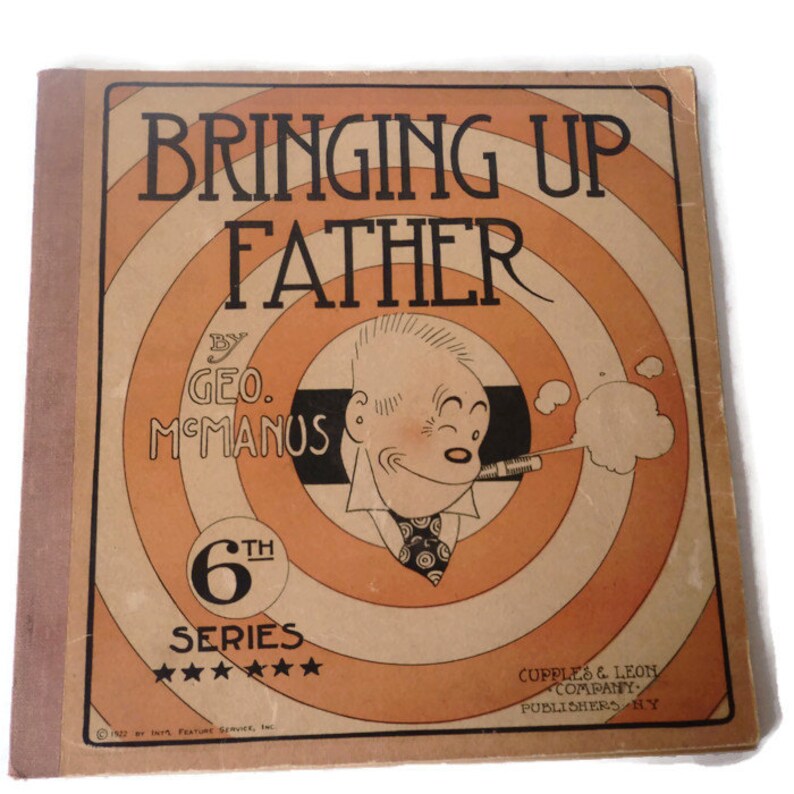 BRINGING UP
FATHER
BY
GEO.
McMANUS
6TH
SERIES
CUPPLES & LEON
·COMPANY·
PUBLISHERS N.Y
© 1922 BY INT'L FEATURE SERVICE, INC.